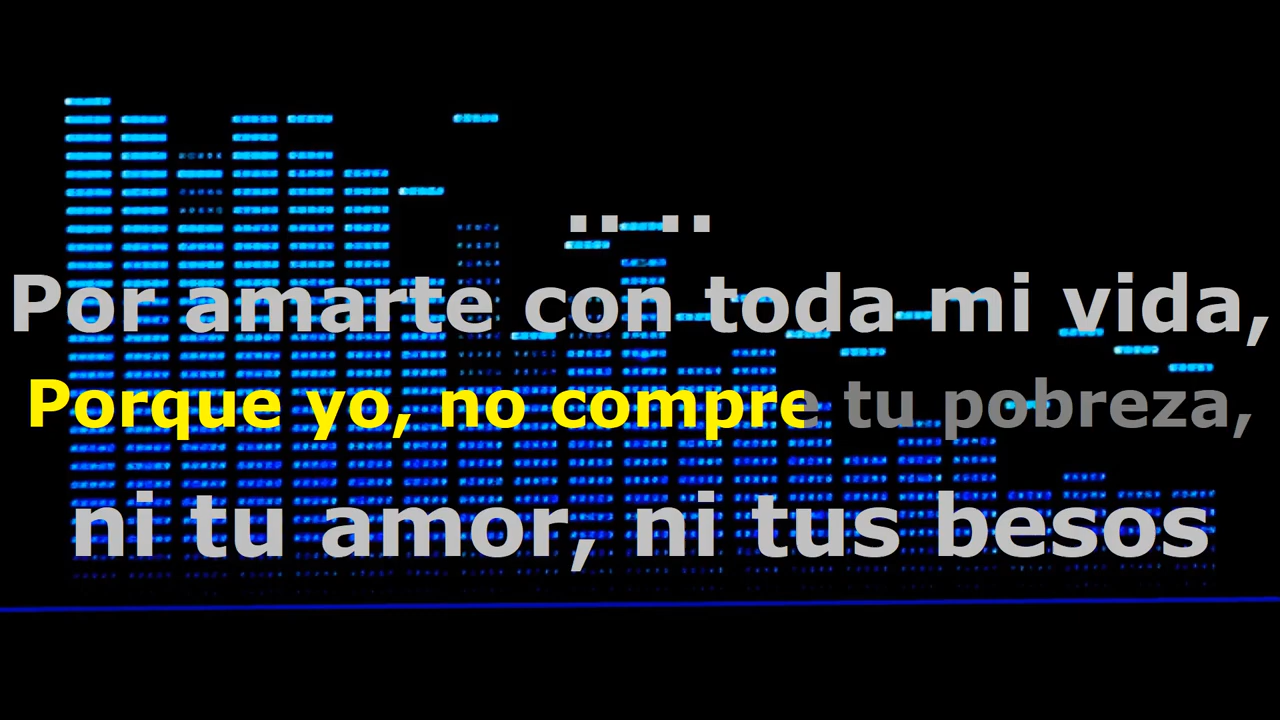 .. ..
Por amarte con toda mi vida,
Porque yo, no compre tu pobreza,
ni tu amor, ni tus besos